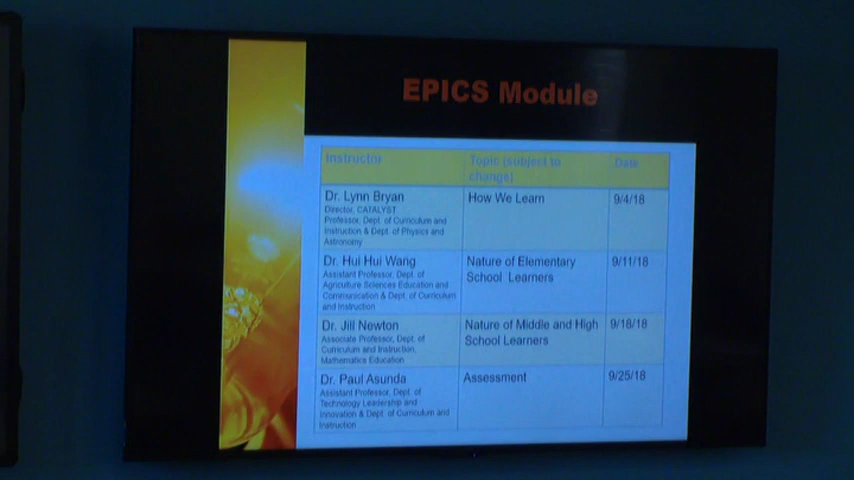 EPICS Module
Instructor
Topic (subject to
change)
Date
Dr. Lynn Bryan
Director, CATALYST
Professor, Dept. of Curriculum and
Instruction & Dept. of Physics and
Astronomy
How We Learn
9/4/18
Dr. Hui Hui Wang
Assistant Professor, Dept. of
Agriculture Sciences Education and
Communication & Dept. of Curriculum
and Instruction
Nature of Elementary
School Learners
9/11/18
Dr. Jill Newton
Associate Professor, Dept. of
Curriculum and Instruction,
Mathematics Education
Nature of Middle and High
School Learners
9/18/18
Dr. Paul Asunda
Assistant Professor, Dept. of
Technology Leadership and
Innovation & Dept. of Curriculum and
Instruction
Assessment
9/25/18